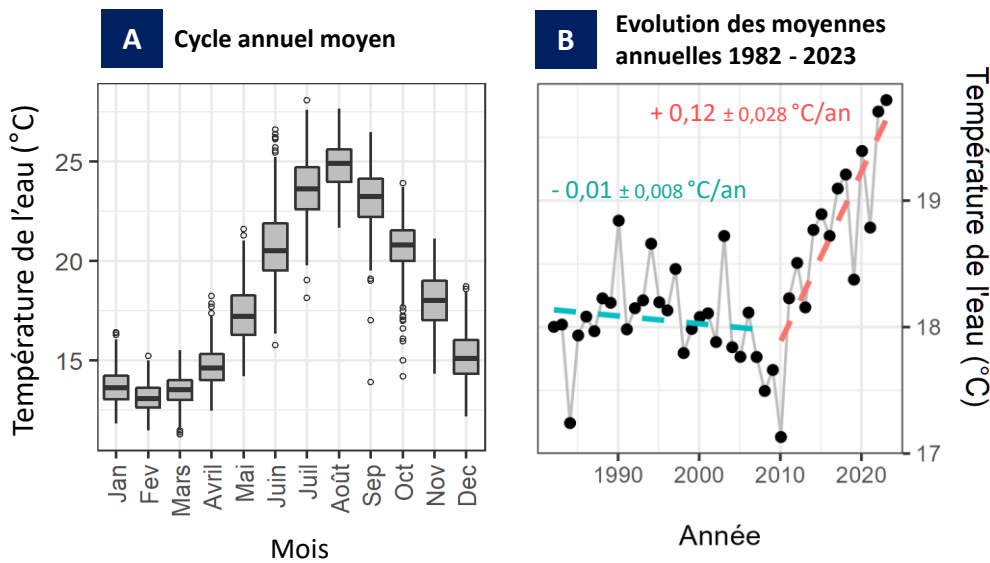 A
Cycle annuel moyen
Température de l'eau (°C)
25
20
15
Jan
Fev
Mars
Avril
Mai
Juin
Juil
Août
Sep
Oct
Nov
Dec
Mois
B
Evolution des moyennes
annuelles 1982 - 2023
+ 0,12 ± 0,028 °C/an
- 0,01 ± 0,008 °C/an
19
18
17
Température de l'eau (°C)
1990
2000
2010
2020
Année